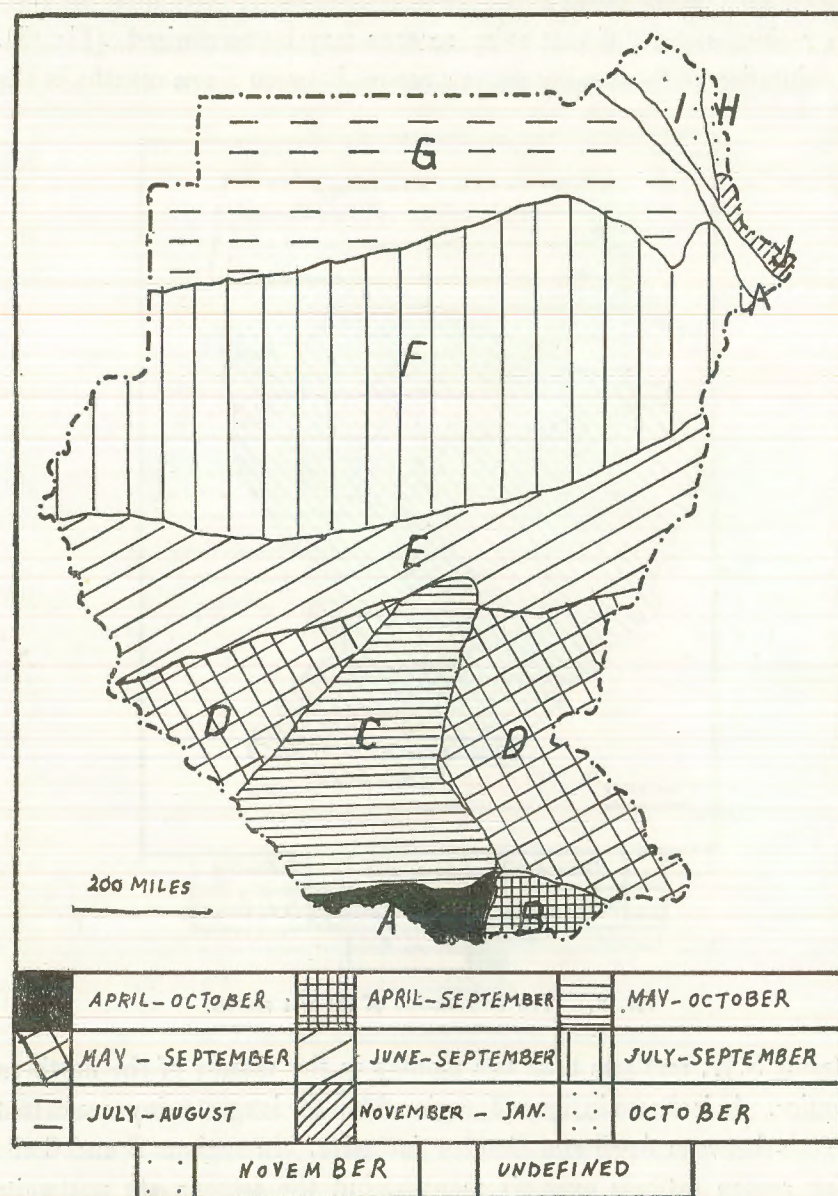 I H
G
J
K
F
E
D C D
200 MILES
A B
APRIL-OCTOBER APRIL-SEPTEMBER MAY-OCTOBER
MAY-SEPTEMBER JUNE-SEPTEMBER JULY-SEPTEMBER
JULY-AUGUST NOVEMBER-JAN. OCTOBER
NOVEMBER UNDEFINED